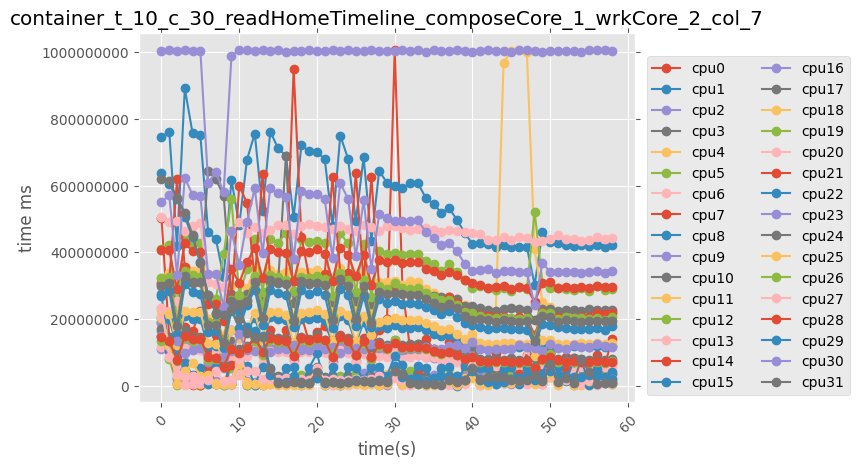 container_t_10_c_30_readHomeTimeline_composeCore_1_wrkCore_2_col_7
1000000000
800000000
600000000
400000000
200000000
0
time ms
0 10 20 30 40 50 60
time(s)
cpu0 cpu16
cpu1 cpu17
cpu2 cpu18
cpu3 cpu19
cpu4 cpu20
cpu5 cpu21
cpu6 cpu22
cpu7 cpu23
cpu8 cpu24
cpu9 cpu25
cpu10 cpu26
cpu11 cpu27
cpu12 cpu28
cpu13 cpu29
cpu14 cpu30
cpu15 cpu31